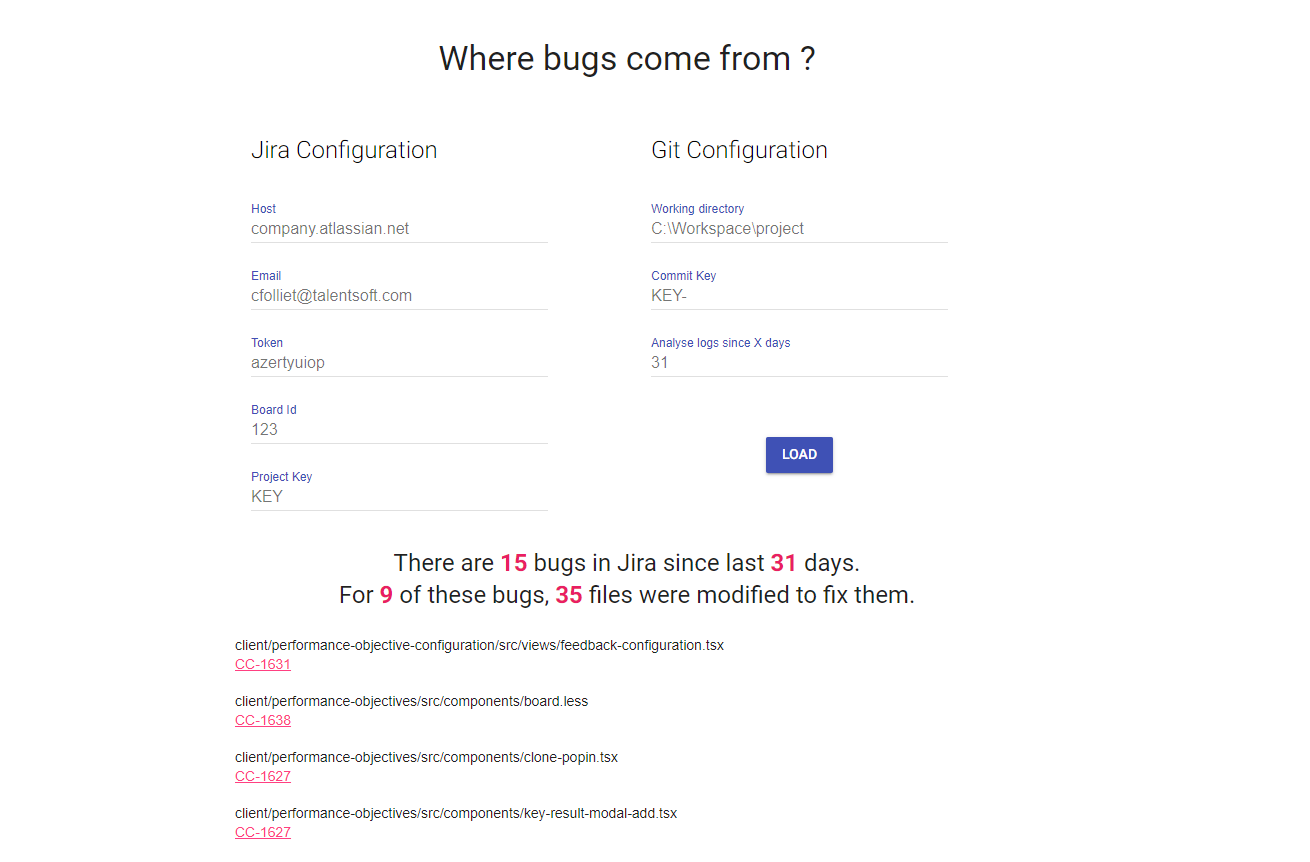 Where bugs come from ?
Jira Configuration
Host
company.atlassian.net
Email
cfolliet@talentsoft.com
Token
azertyuiop
Board Id
123
Project Key
KEY
Git Configuration
Working directory
C:\Workspace\project
Commit Key
KEY-
Analyse logs since X days
31
LOAD
There are 15 bugs in Jira since last 31 days.
For 9 of these bugs, 35 files were modified to fix them.
client/performance-objective-configuration/src/views/feedback-configuration.tsx
CC-1631
client/performance-objectives/src/components/board.less
CC-1638
client/performance-objectives/src/components/clone-popin.tsx
CC-1627
client/performance-objectives/src/components/key-result-modal-add.tsx
CC-1627